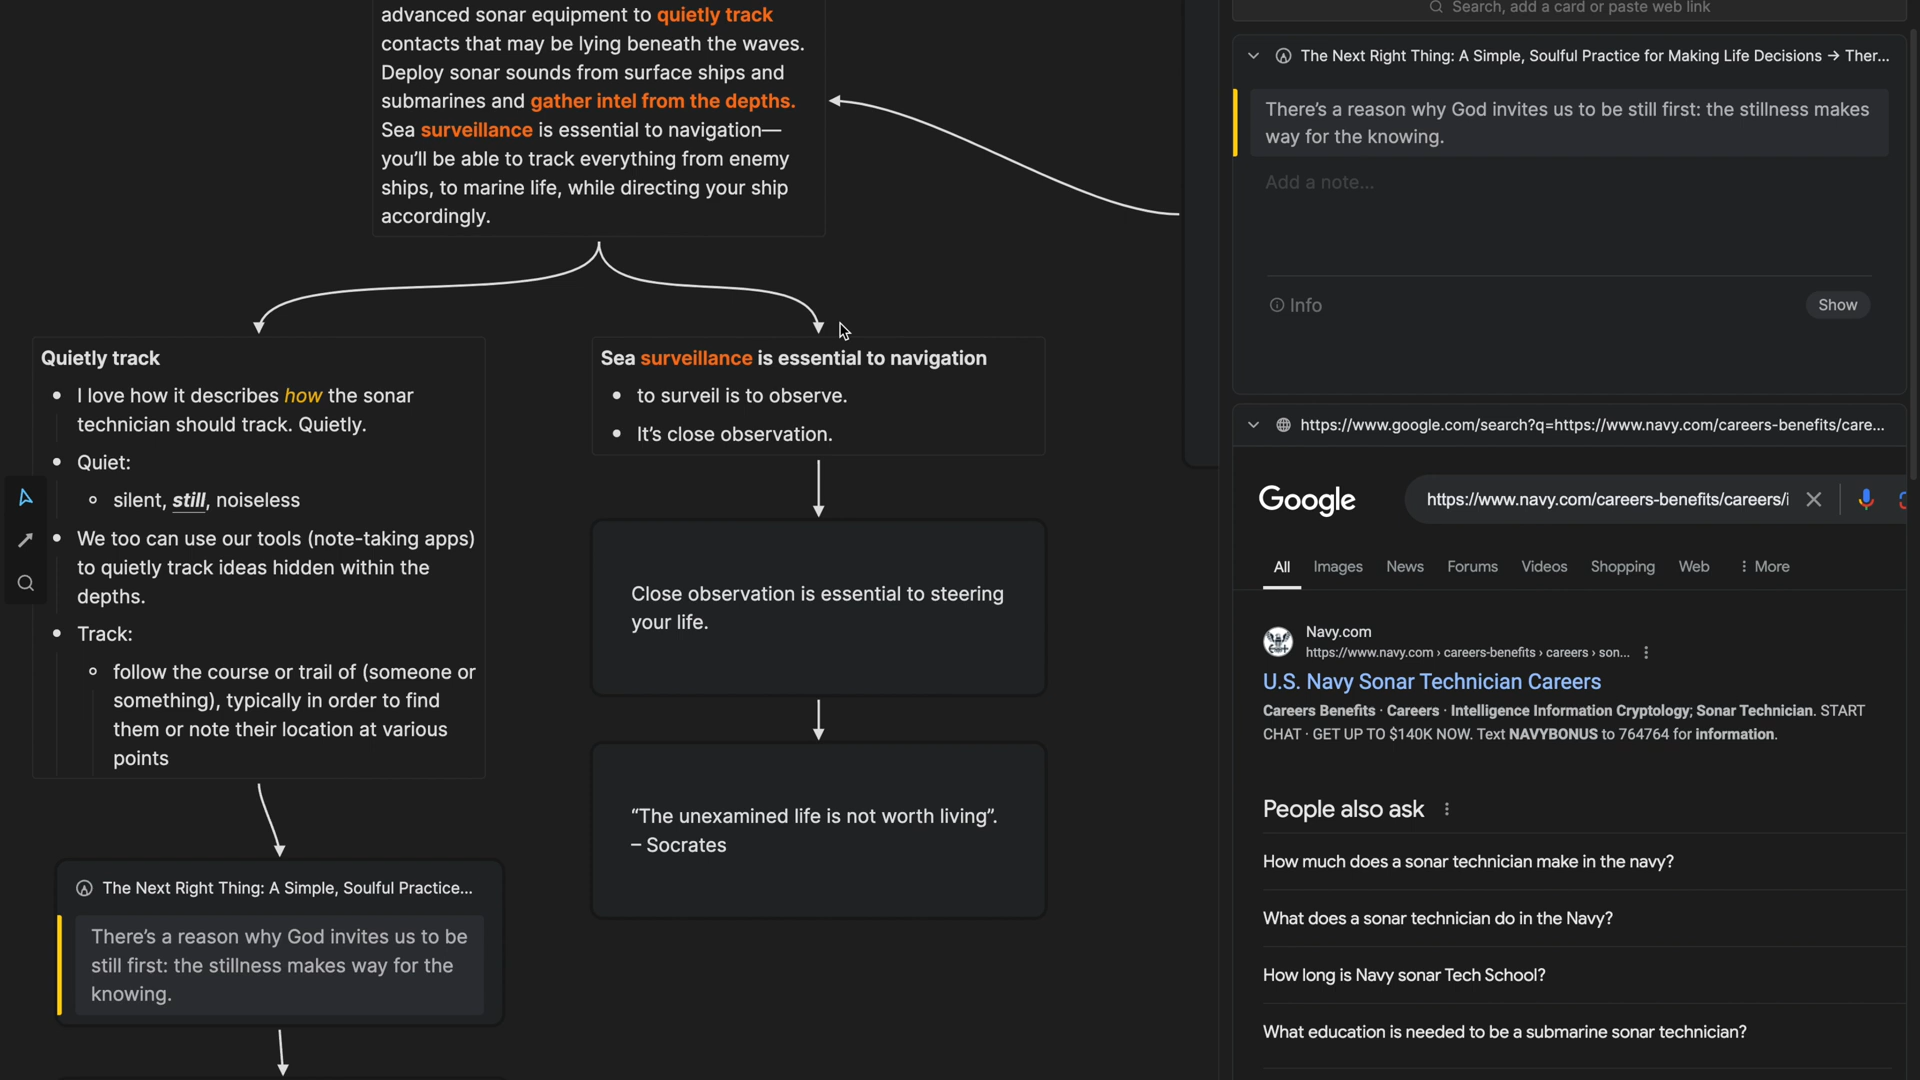 advanced sonar equipment to quietly track
contacts that may be lying beneath the waves.
Deploy sonar sounds from surface ships and
submarines and gather intel from the depths.
Sea surveillance is essential to navigation—
you'll be able to track everything from enemy
ships, to marine life, while directing your ship
accordingly.
Quietly track
I love how it describes how the sonar
technician should track. Quietly.
Quiet:
silent, still, noiseless
We too can use our tools (note-taking apps)
to quietly track ideas hidden within the
depths.
Track:
follow the course or trail of (someone or
something), typically in order to find
them or note their location at various
points
The Next Right Thing: A Simple, Soulful Practice...
There's a reason why God invites us to be
still first: the stillness makes way for the
knowing.
Sea surveillance is essential to navigation
to surveil is to observe.
It's close observation.
Close observation is essential to steering
your life.
“The unexamined life is not worth living”.
– Socrates
Search, add a card or paste web link
The Next Right Thing: A Simple, Soulful Practice for Making Life Decisions → Ther...
There's a reason why God invites us to be still first: the stillness makes
way for the knowing.
Add a note...
Info
Show
https://www.google.com/search?q=https://www.navy.com/careers-benefits/care...
Google
https://www.navy.com/careers-benefits/careers/i
All Images News Forums Videos Shopping Web More
Navy.com
https://www.navy.com › careers-benefits › careers › son...
U.S. Navy Sonar Technician Careers
Careers Benefits · Careers · Intelligence Information Cryptology; Sonar Technician. START
CHAT · GET UP TO $140K NOW. Text NAVYBONUS to 764764 for information.
People also ask
How much does a sonar technician make in the navy?
What does a sonar technician do in the Navy?
How long is Navy sonar Tech School?
What education is needed to be a submarine sonar technician?